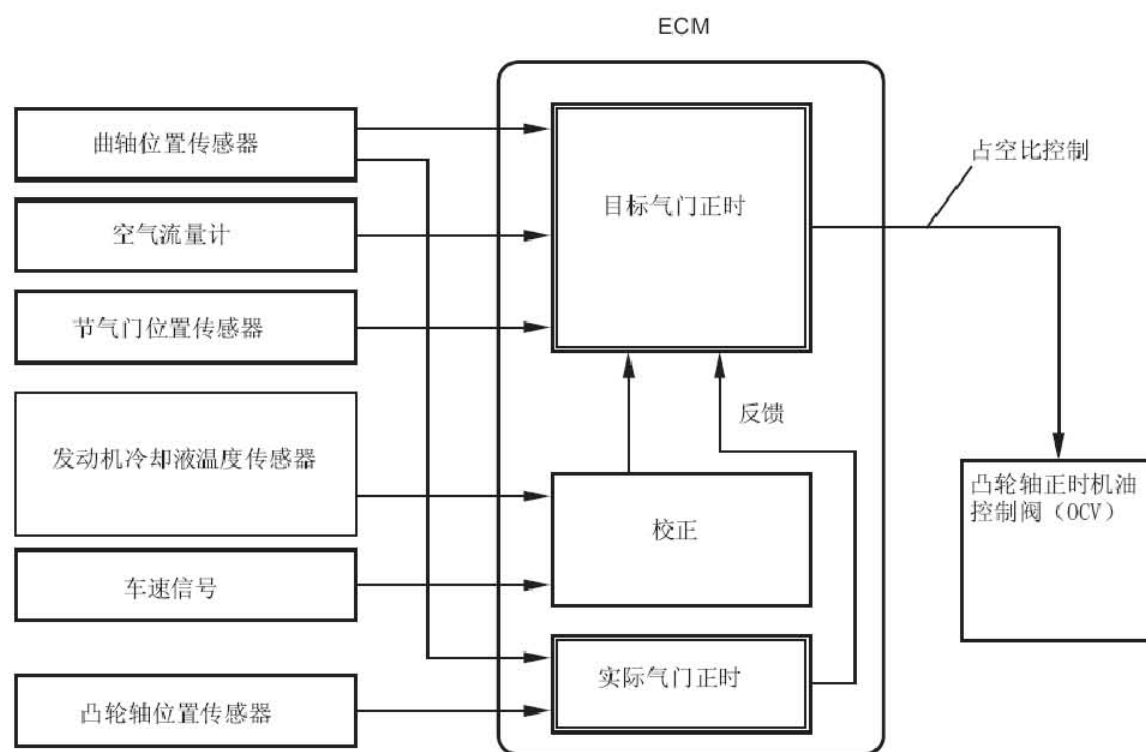 ECM
曲轴位置传感器
空气流量计
节气门位置传感器
发动机冷却液温度传感器
车速信号
凸轮轴位置传感器
目标气门正时
反馈
校正
实际气门正时
占空比控制
凸轮轴正时机油
控制阀（OCV）